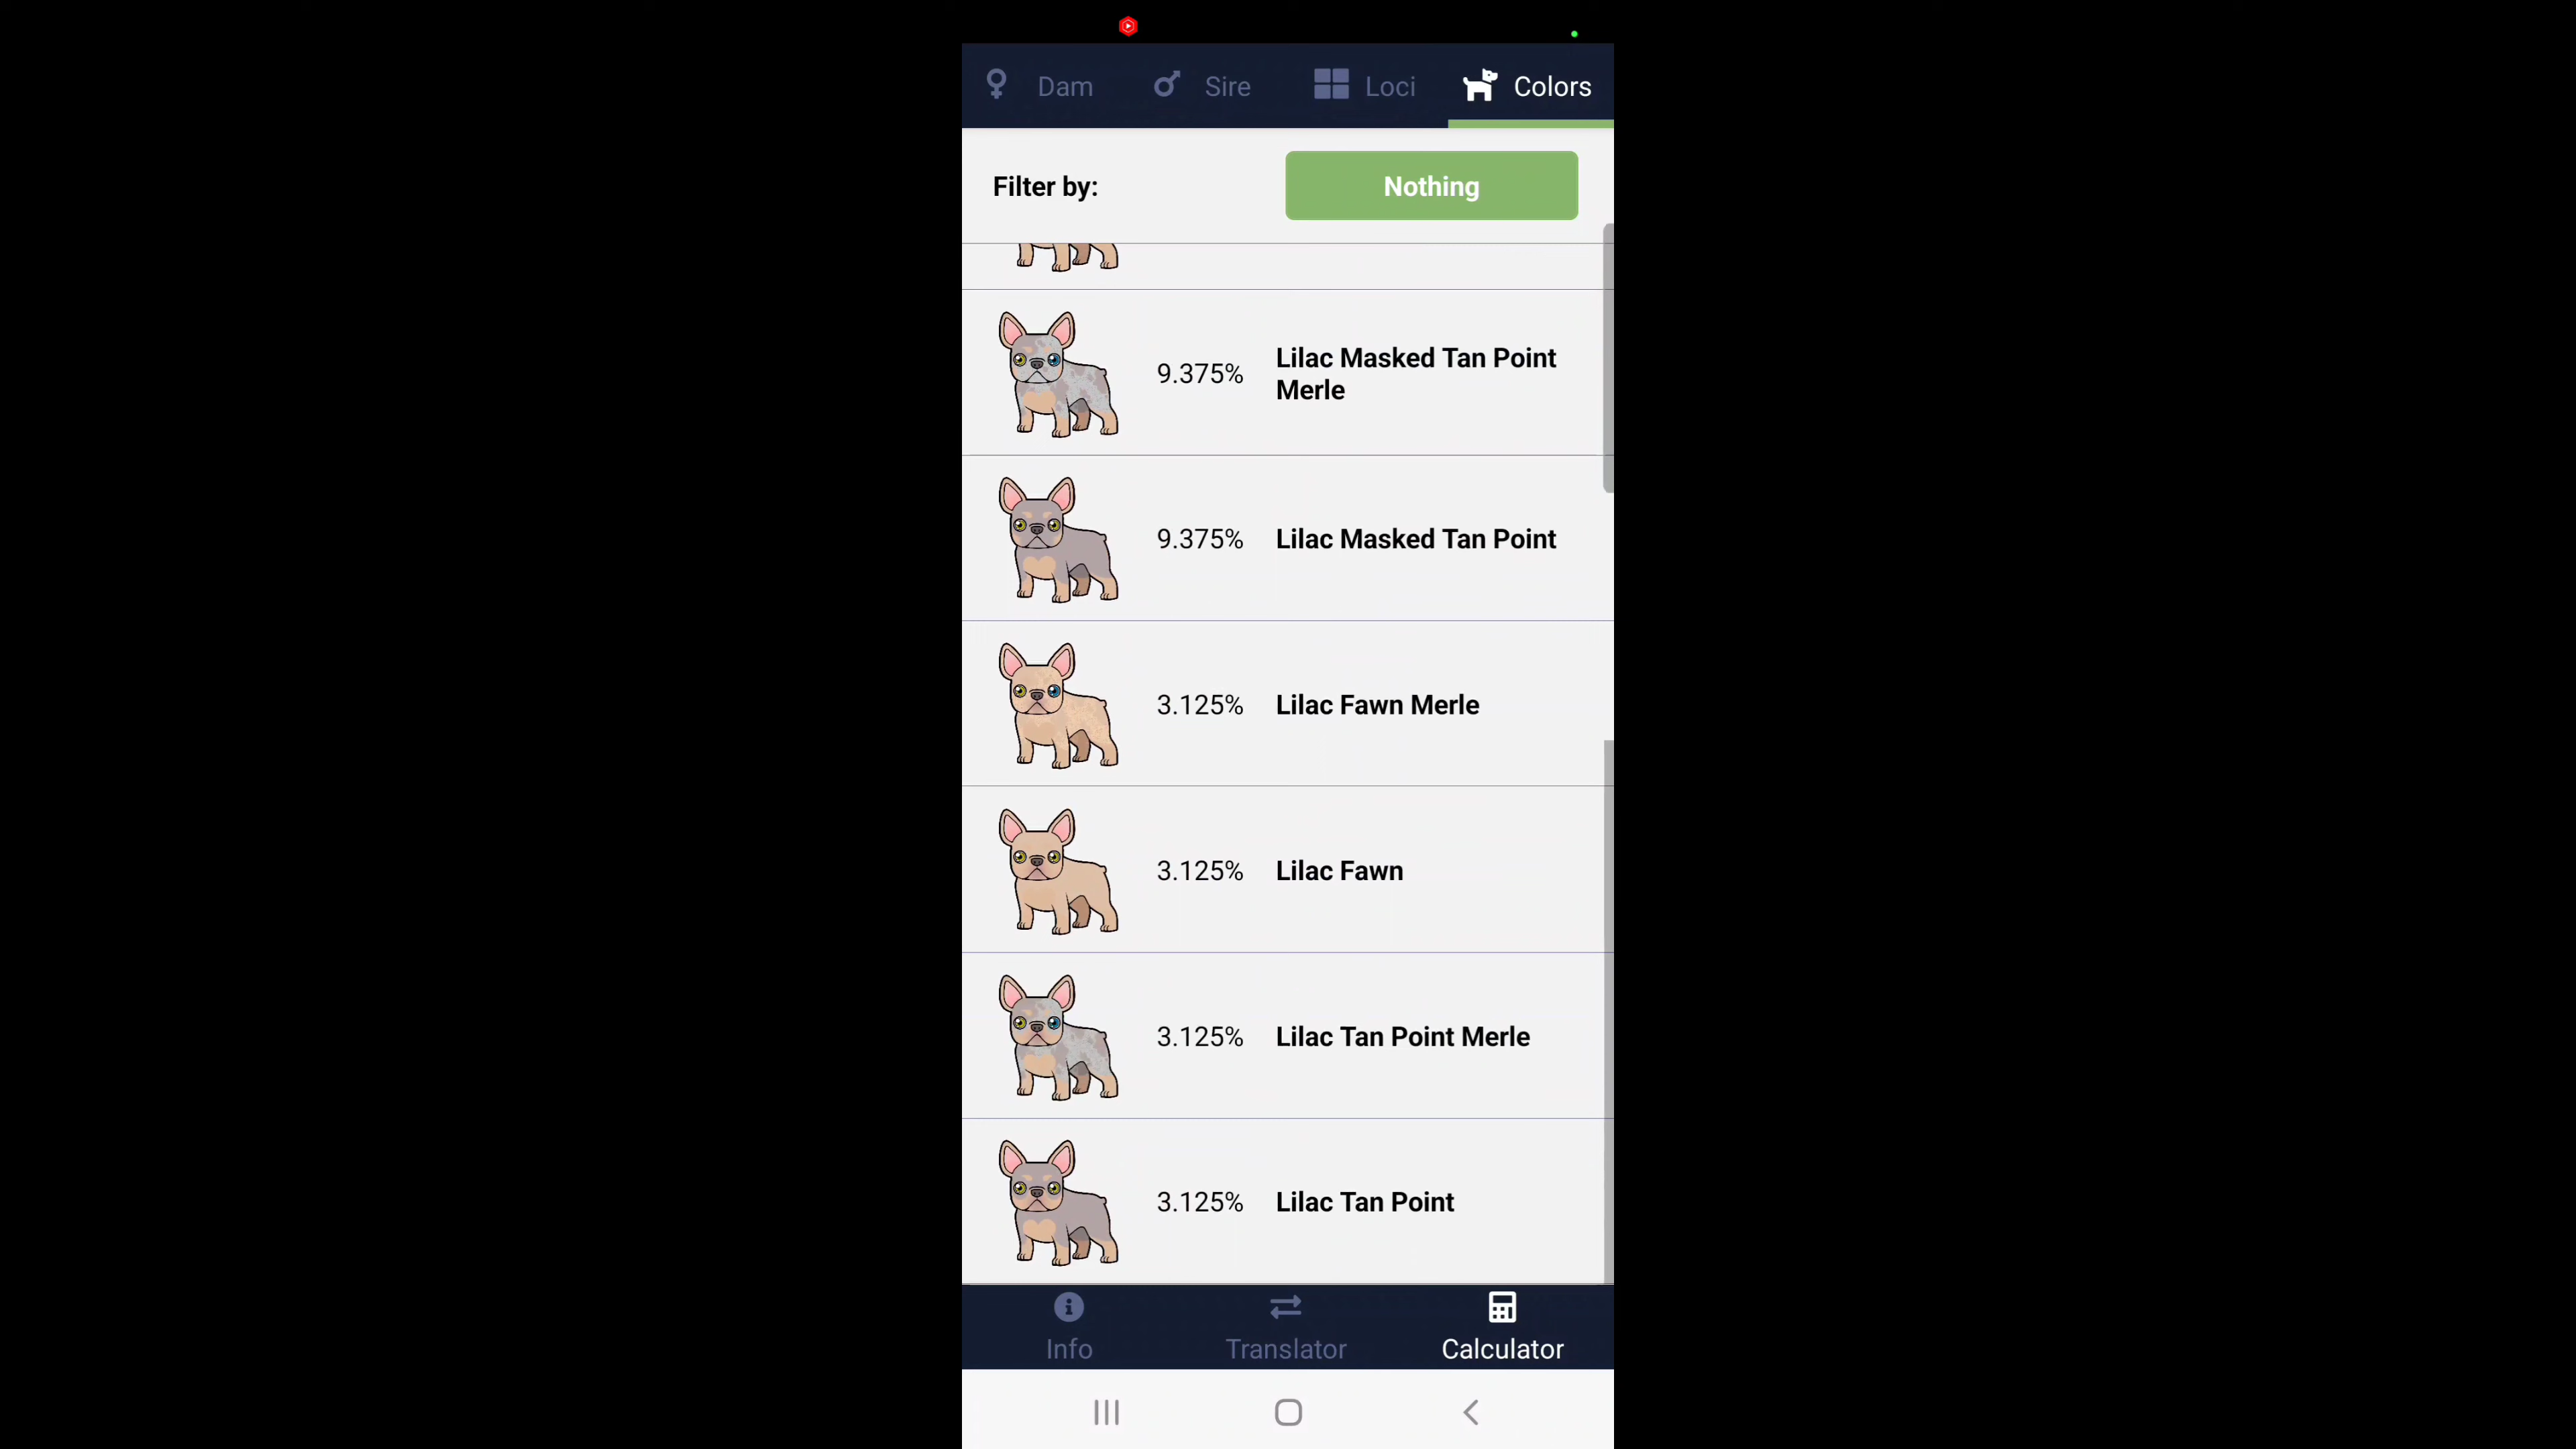 Dam Sire Loci Colors
Filter by: Nothing
9.375% Lilac Masked Tan Point
Merle
9.375% Lilac Masked Tan Point
3.125% Lilac Fawn Merle
3.125% Lilac Fawn
3.125% Lilac Tan Point Merle
3.125% Lilac Tan Point
Info Translator Calculator